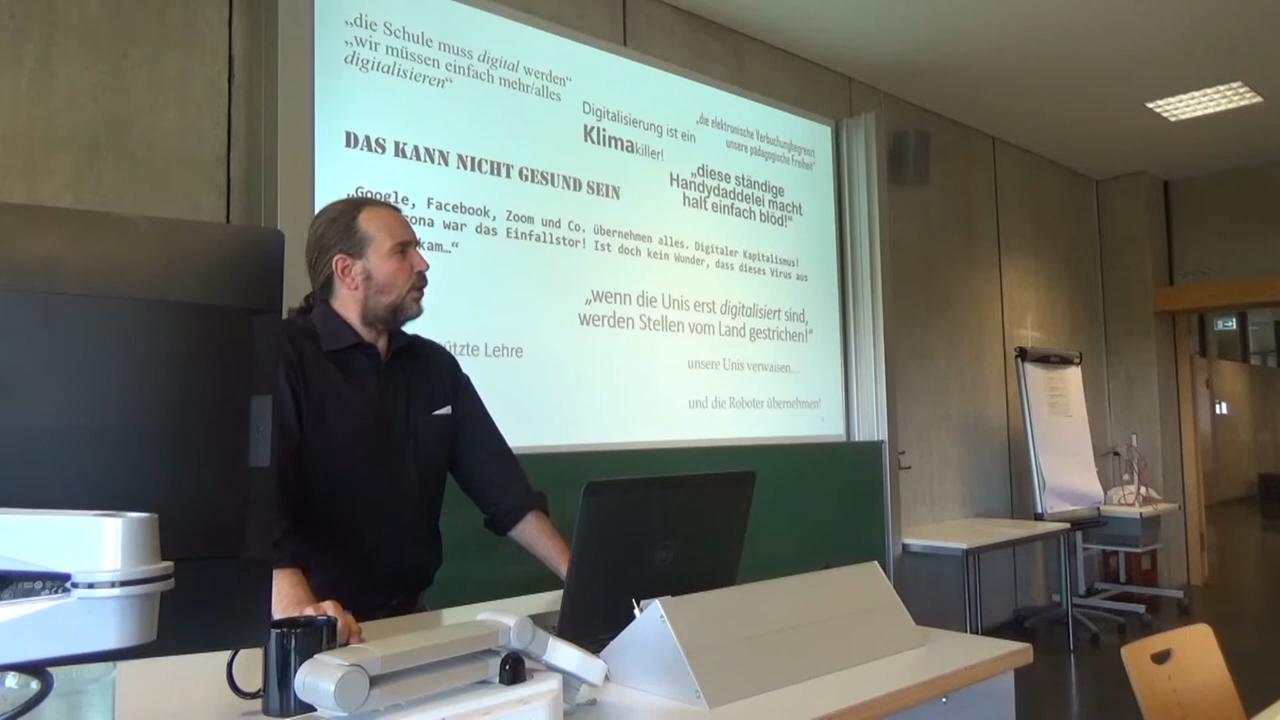 „die Schule muss digital werden“
„wir müssen einfach mehr/alles
digitalisieren“
Digitalisierung ist ein
Klimakiller!
„die elektronische Verbuchungbegrenzt
unsere pädagogische Freiheit“
DAS KANN NICHT GESUND SEIN
„diese ständige
Handydaddelei macht
halt einfach blöd!“
„Google, Facebook, Zoom und Co. übernehmen alles. Digitaler Kapitalismus!
war das Einfallstor! Ist doch kein Wunder, dass dieses Virus aus
kam…“
„wenn die Unis erst digitalisiert sind,
werden Stellen vom Land gestrichen!“
Lehre
unsere Unis verwaisen…
und die Roboter übernehmen!